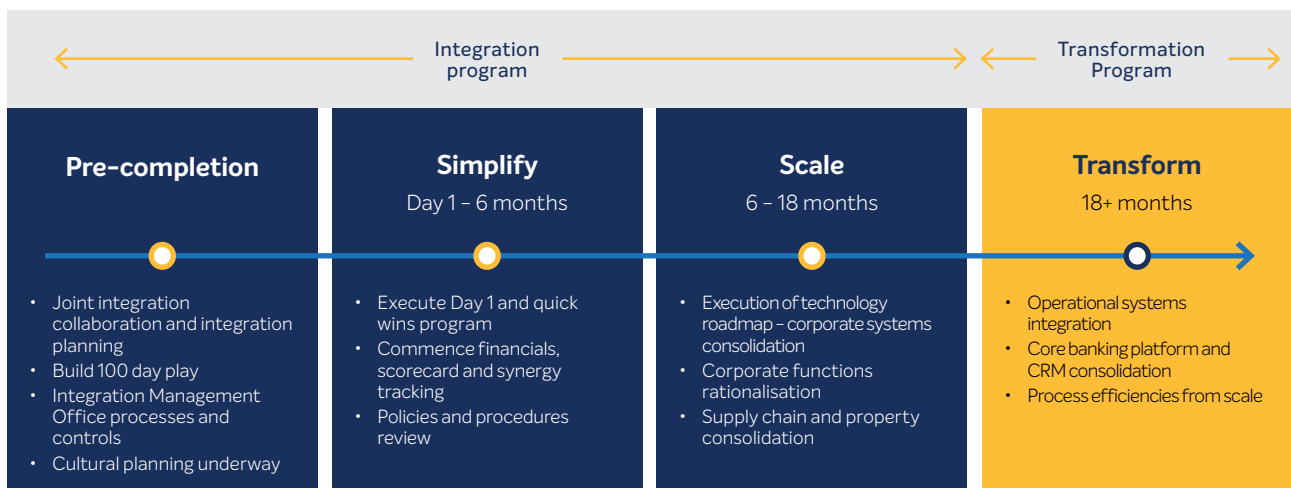 Integration
program
Transformation
Program
Pre-completion
• Joint integration
collaboration and integration
planning
• Build 100 day play
• Integration Management
Office processes and
controls
• Cultural planning underway
Simplify
Day 1 – 6 months
• Execute Day 1 and quick
wins program
• Commence financials,
scorecard and synergy
tracking
• Policies and procedures
review
Scale
6 – 18 months
• Execution of technology
roadmap – corporate systems
consolidation
• Corporate functions
rationalisation
• Supply chain and property
consolidation
Transform
18+ months
• Operational systems
integration
• Core banking platform and
CRM consolidation
• Process efficiencies from scale